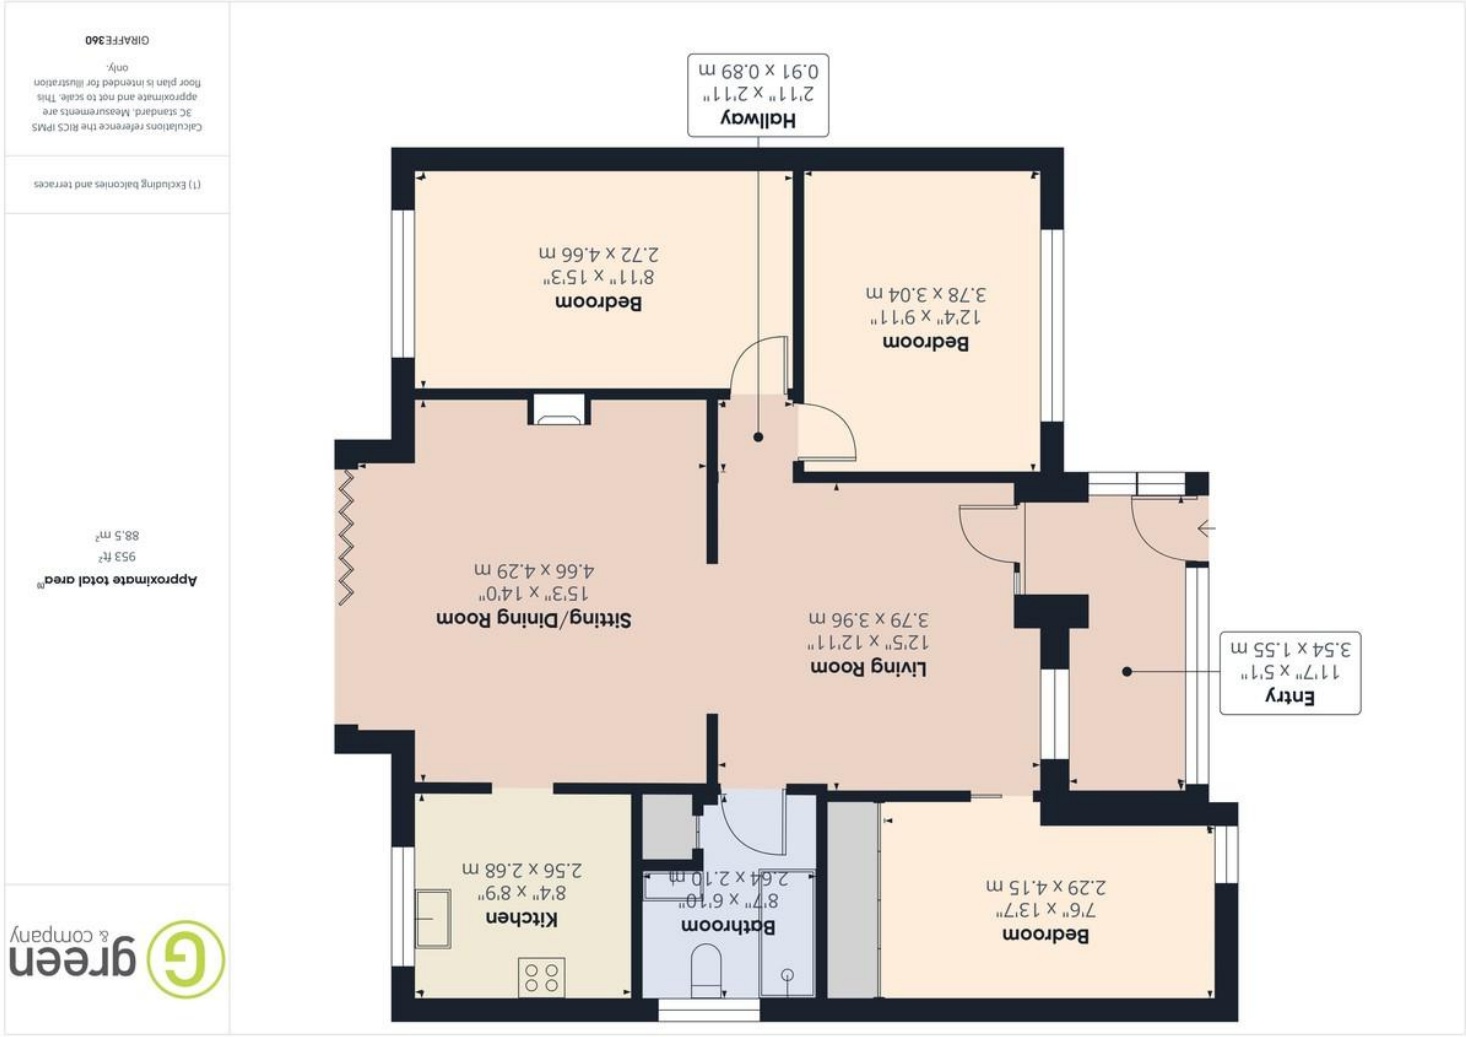 green
& company
Approximate total area⁽¹⁾
953 ft²
88.5 m²
(1) Excluding balconies and terraces
Calculations reference the RICS IPMS
3C standard. Measurements are
approximate and not to scale. This
floor plan is intended for illustration
only.
GIRAFFE360
Bedroom
7'6" x 13'7"
2.29 x 4.15 m
Bathroom
8'7" x 6'10"
2.64 x 2.10 m
Kitchen
8'4" x 8'9"
2.56 x 2.68 m
Entry
11'7" x 5'1"
3.54 x 1.55 m
Living Room
12'5" x 12'11"
3.79 x 3.96 m
Sitting/Dining Room
15'3" x 14'0"
4.66 x 4.29 m
Bedroom
12'4" x 9'11"
3.78 x 3.04 m
Bedroom
8'11" x 15'3"
2.72 x 4.66 m
Hallway
2'11" x 2'11"
0.91 x 0.89 m